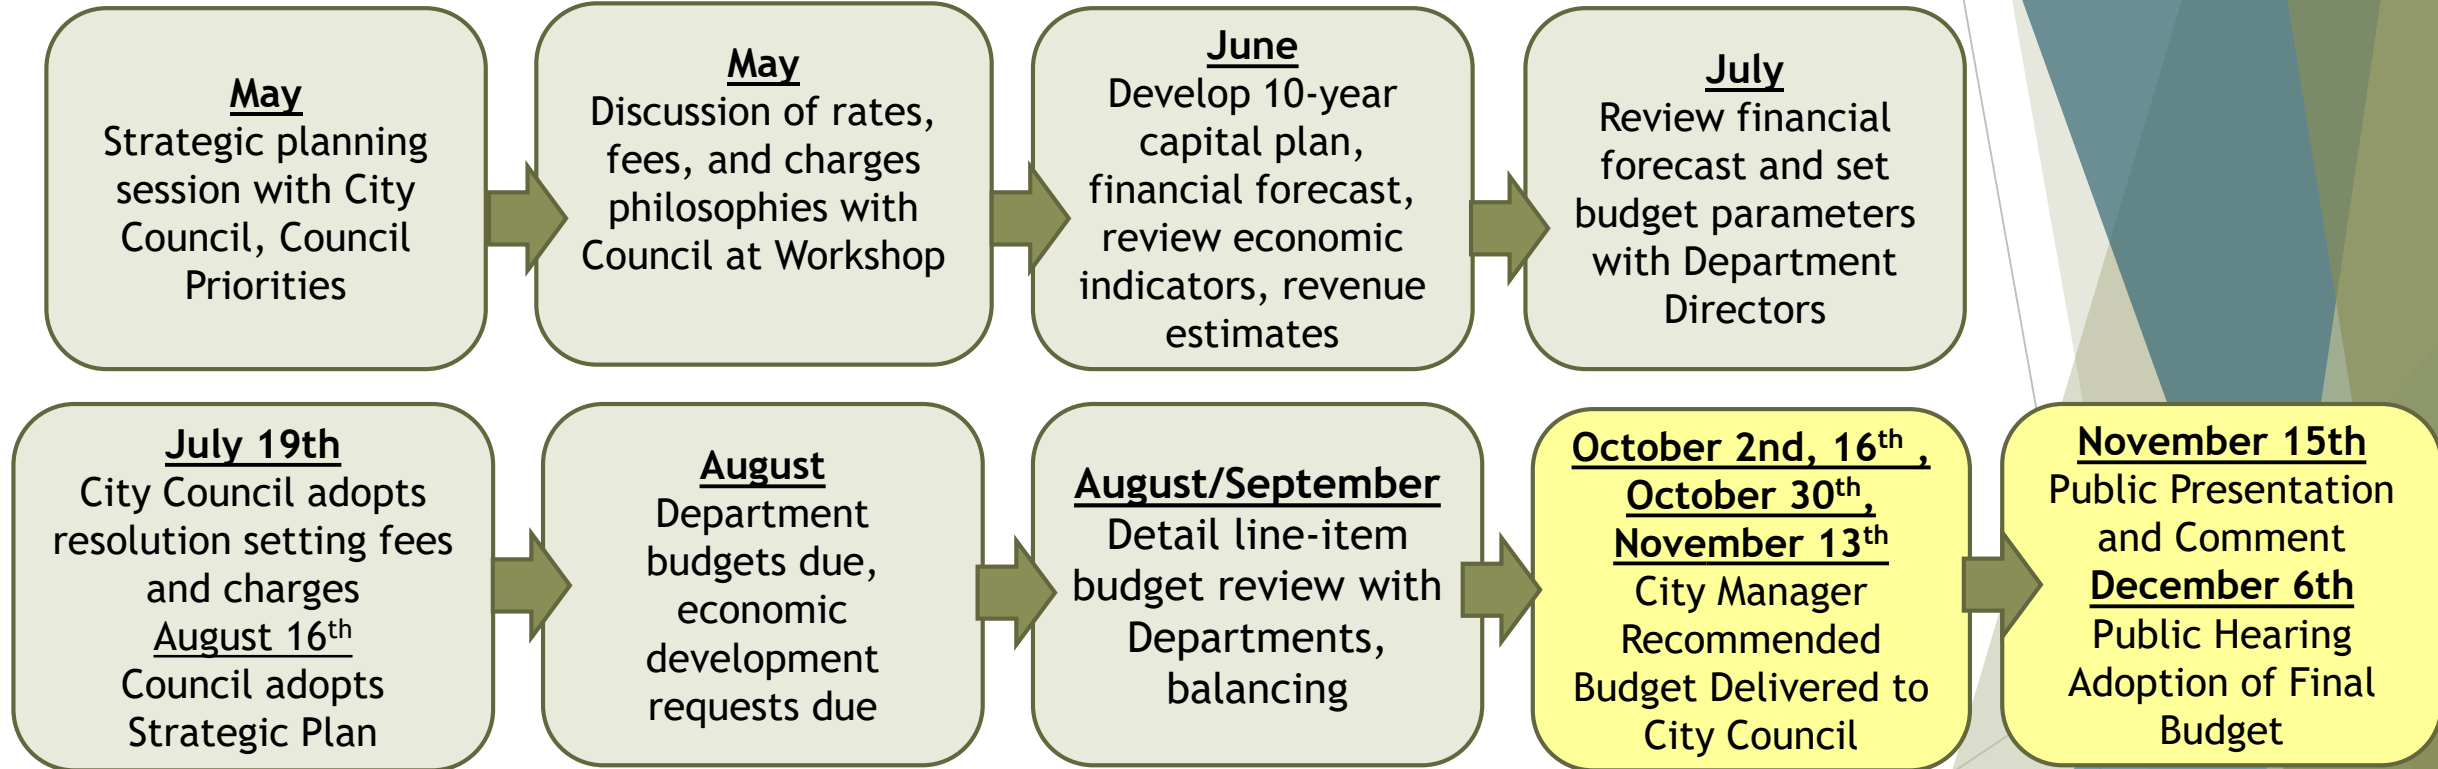 May
Strategic planning
session with City
Council, Council
Priorities
May
Discussion of rates,
fees, and charges
philosophies with
Council at Workshop
June
Develop 10-year
capital plan,
financial forecast,
review economic
indicators, revenue
estimates
July
Review financial
forecast and set
budget parameters
with Department
Directors
July 19th
City Council adopts
resolution setting fees
and charges
August 16th
Council adopts
Strategic Plan
August
Department
budgets due,
economic
development
requests due
August/September
Detail line-item
budget review with
Departments,
balancing
October 2nd, 16th ,
October 30th,
November 13th
City Manager
Recommended
Budget Delivered to
City Council
November 15th
Public Presentation
and Comment
December 6th
Public Hearing
Adoption of Final
Budget